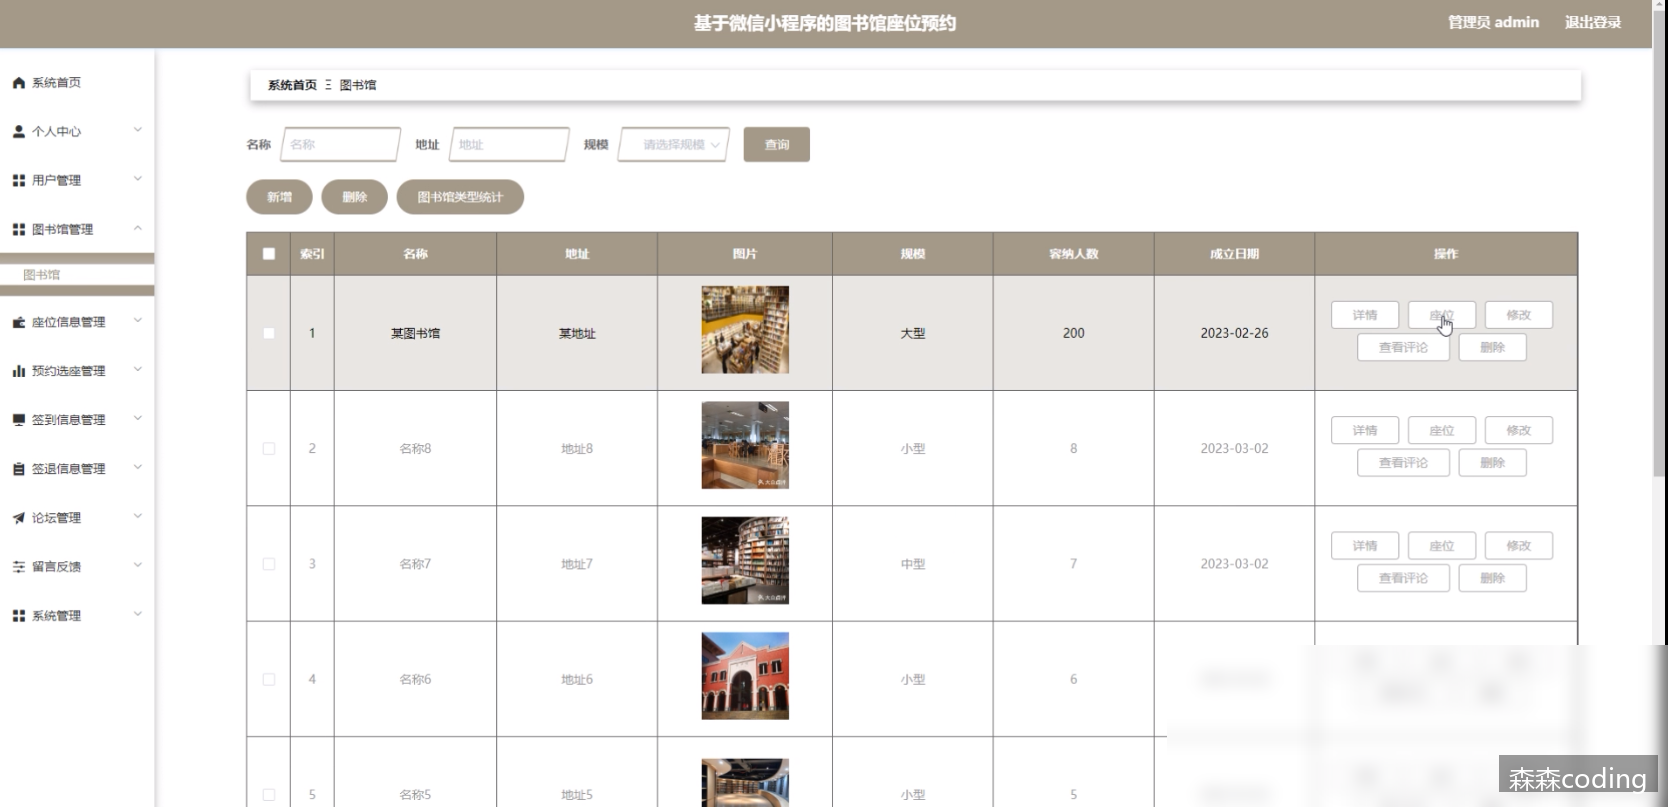 基于微信小程序的图书馆座位预约
管理员 admin
退出登录
系统首页
个人中心
用户管理
图书馆管理
图书馆
座位信息管理
预约选座管理
签到信息管理
签退信息管理
论坛管理
留言反馈
系统管理
系统首页 Ξ 图书馆
名称 名称 地址 地址 规模 请选择规模 查询
新增 删除 图书馆类型统计
索引 名称 地址 图片 规模 容纳人数 成立日期 操作
1 某图书馆 某地址 大型 200 2023-02-26 详情 座位 修改
查看评论 删除
2 名称8 地址8 小型 8 2023-03-02 详情 座位 修改
查看评论 删除
3 名称7 地址7 中型 7 2023-03-02 详情 座位 修改
查看评论 删除
4 名称6 地址6 小型 6
5 名称5 地址5 小型 5
森森coding